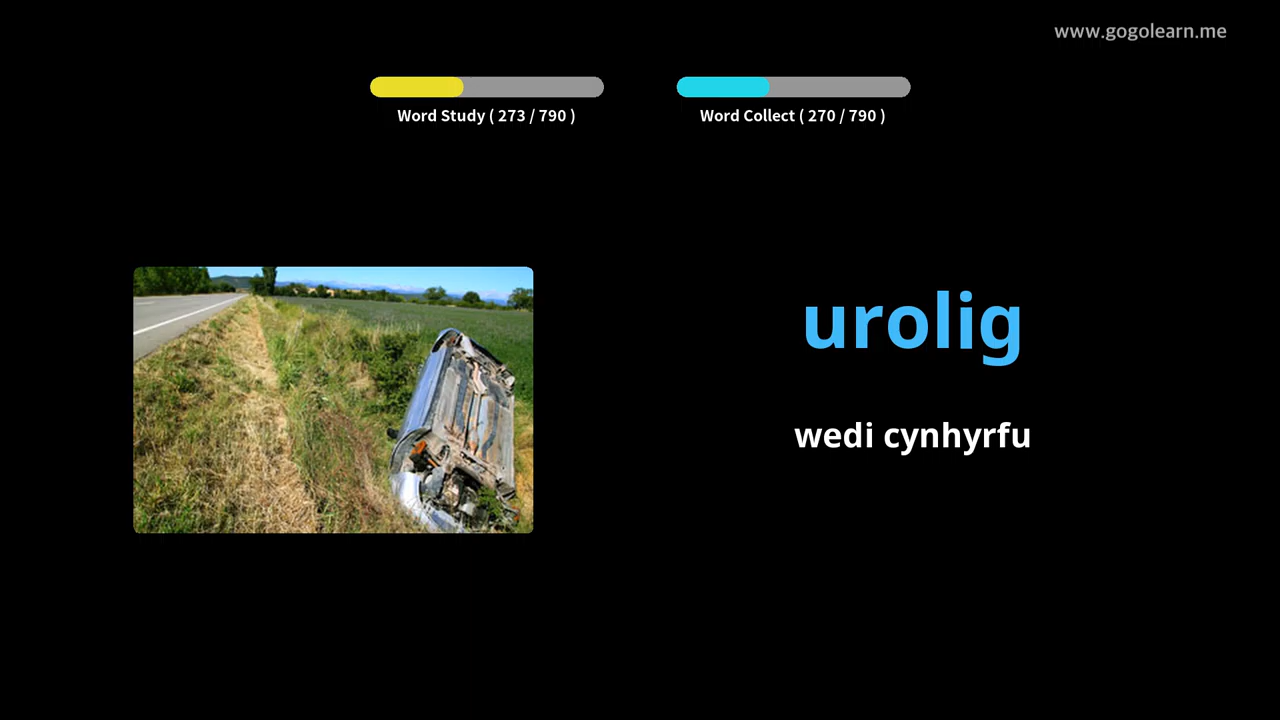 www.gogolearn.me
Word Study ( 273 / 790 )
Word Collect ( 270 / 790 )
urolig
wedi cynhyrfu